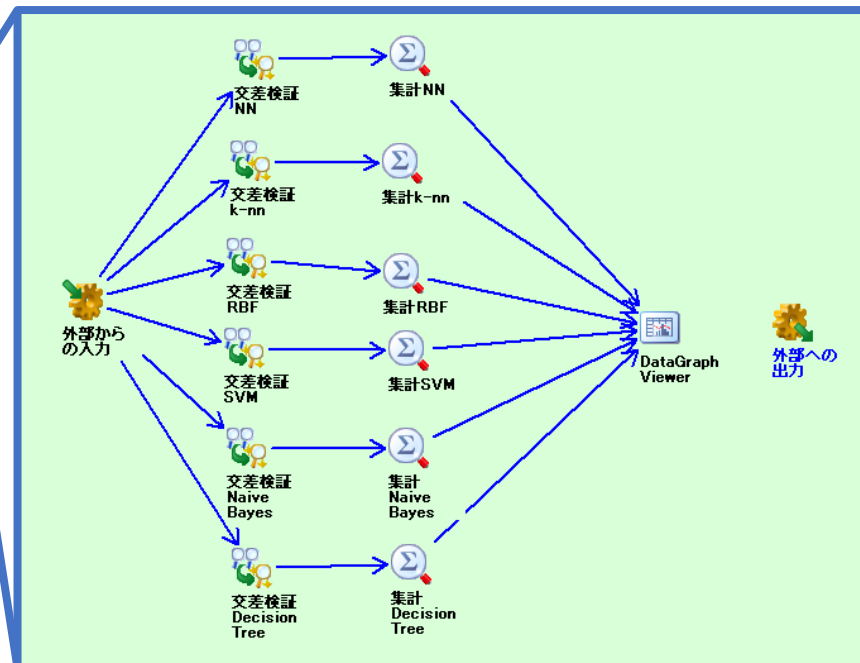 交差検証
NN
集計NN
交差検証
k-nn
集計k-nn
交差検証
RBF
集計RBF
外部から
の入力
交差検証
SVM
集計SVM
DataGraph
Viewer
外部への
出力
交差検証
Naive
Bayes
集計
Naive
Bayes
交差検証
Decision
Tree
集計
Decision
Tree